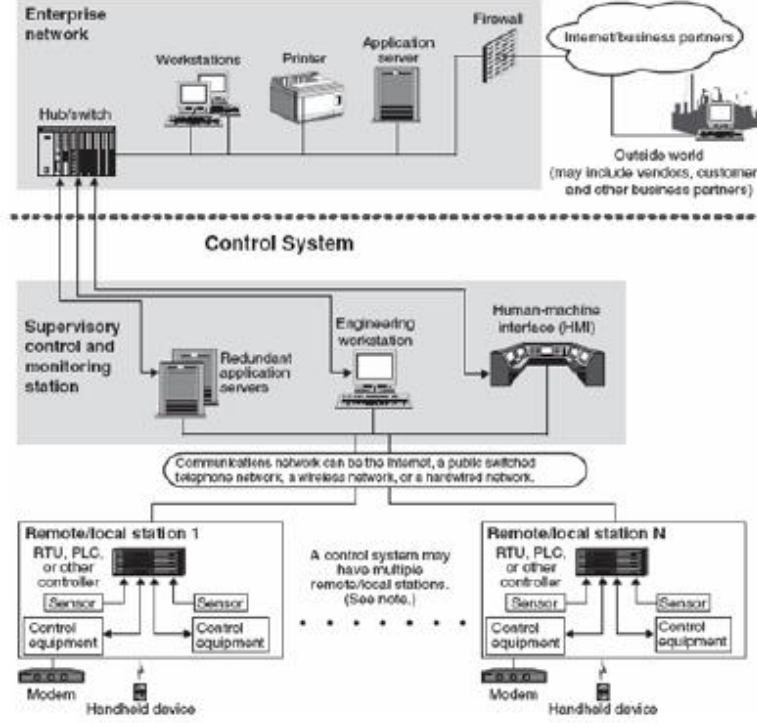 Enterprise
network
Workstations
Printer
Application
server
Firewall
Internet/business partners
Hub/switch
Outside world
(may include vendors, customer
and other business partners)
Control System
Supervisory
control and
monitoring
station
Redundant
application
servers
Engineering
workstation
Human-machine
interface (HMI)
Communications network can be the Internet, a public switched
telephone network, a wireless network, or a hardwired network.
Remote/local station 1
RTU, PLC,
or other
controller
Sensor
Sensor
Control
equipment
Control
equipment
Modem
Handheld device
A control system may
have multiple
remote/local stations.
(See note.)
Remote/local station N
RTU, PLC,
or other
controller
Sensor
Sensor
Control
equipment
Control
equipment
Modem
Handheld device